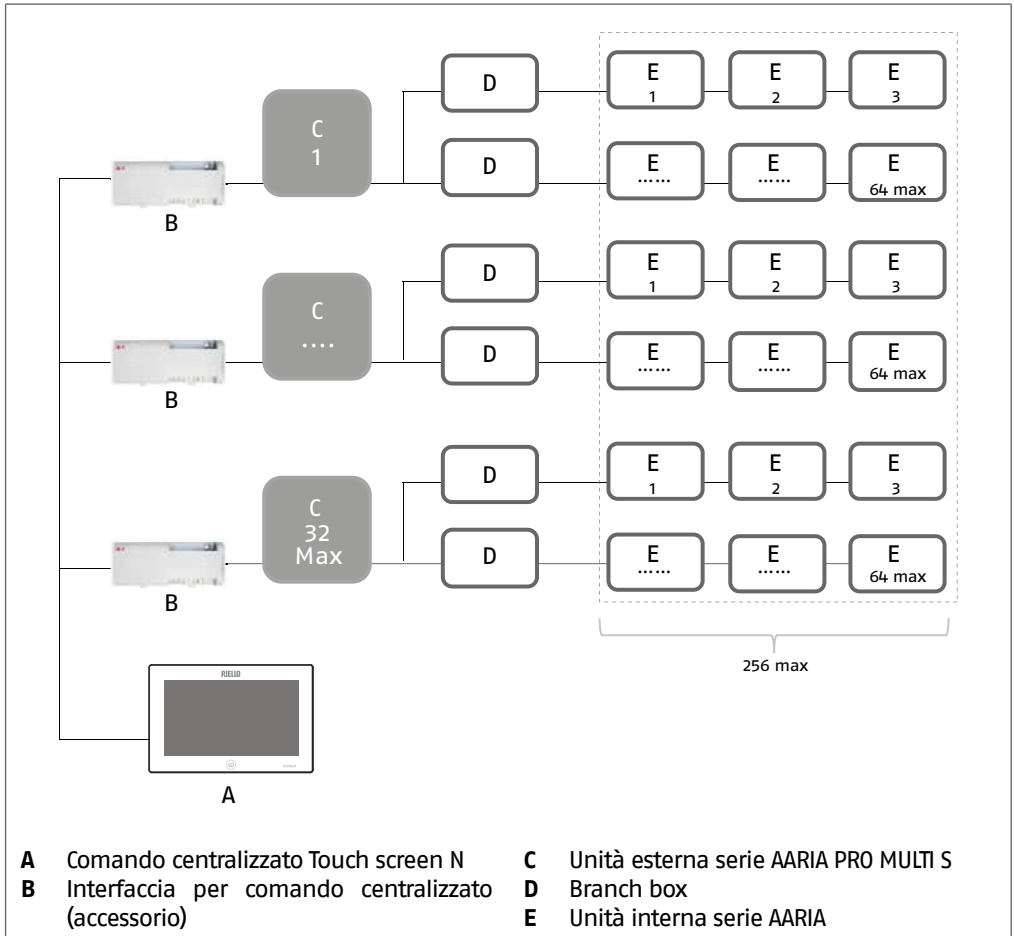 D
E
1
E
2
E
3
C
1
B
D
E
......
E
......
E
64 max
D
E
1
E
2
E
3
C
....
B
D
E
......
E
......
E
64 max
D
E
1
E
2
E
3
C
32
Max
B
D
E
......
E
......
E
64 max
256 max
RIELLO
A
A Comando centralizzato Touch screen N
B Interfaccia per comando centralizzato
(accessorio)
C Unità esterna serie AARIA PRO MULTI S
D Branch box
E Unità interna serie AARIA